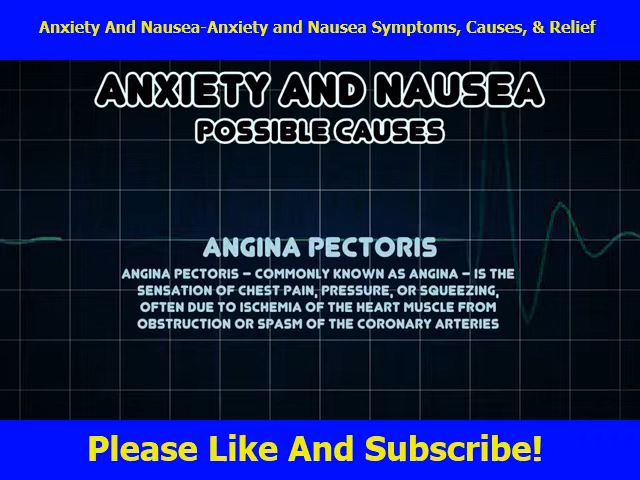 Anxiety And Nausea-Anxiety and Nausea Symptoms, Causes, & Relief
ANXIETY AND NAUSEA
POSSIBLE CAUSES
ANGINA PECTORIS
ANGINA PECTORIS – COMMONLY KNOWN AS ANGINA – IS THE
SENSATION OF CHEST PAIN, PRESSURE, OR SQUEEZING,
OFTEN DUE TO ISCHEMIA OF THE HEART MUSCLE FROM
OBSTRUCTION OR SPASM OF THE CORONARY ARTERIES
Please Like And Subscribe!